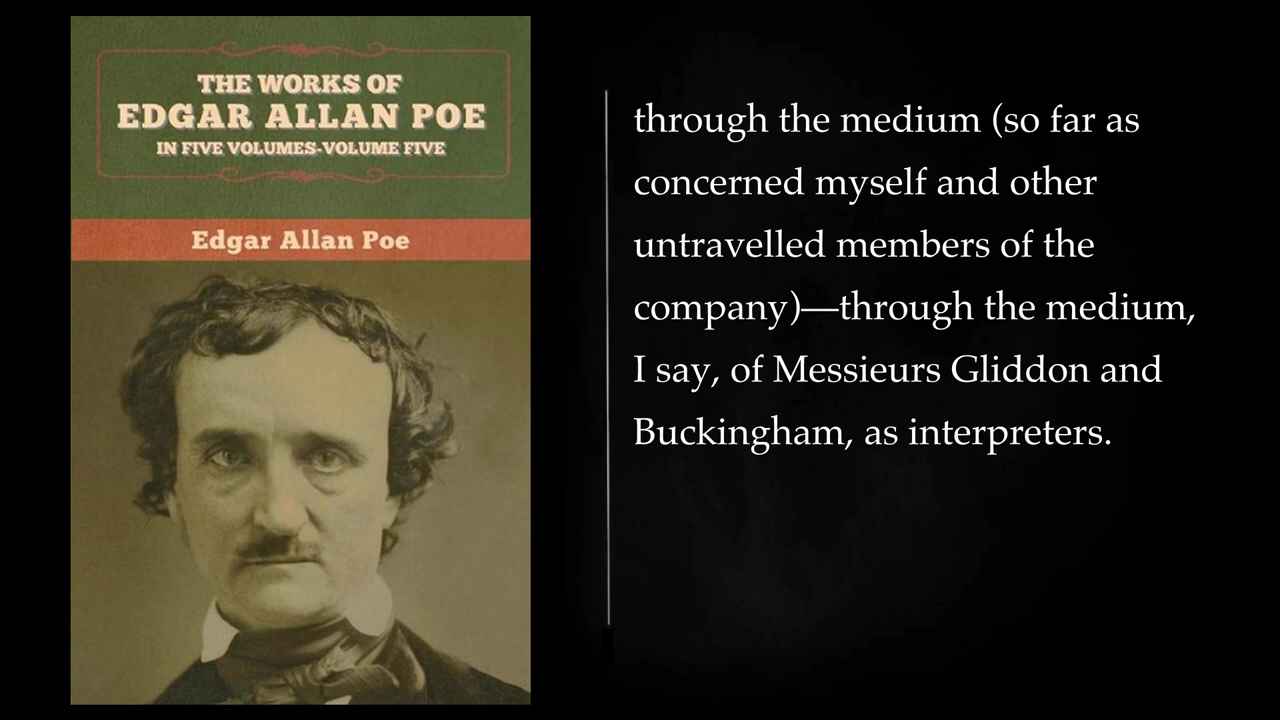 THE WORKS OF
EDGAR ALLAN POE
IN FIVE VOLUMES-VOLUME FIVE
Edgar Allan Poe
through the medium (so far as
concerned myself and other
untravelled members of the
company)—through the medium,
I say, of Messieurs Gliddon and
Buckingham, as interpreters.